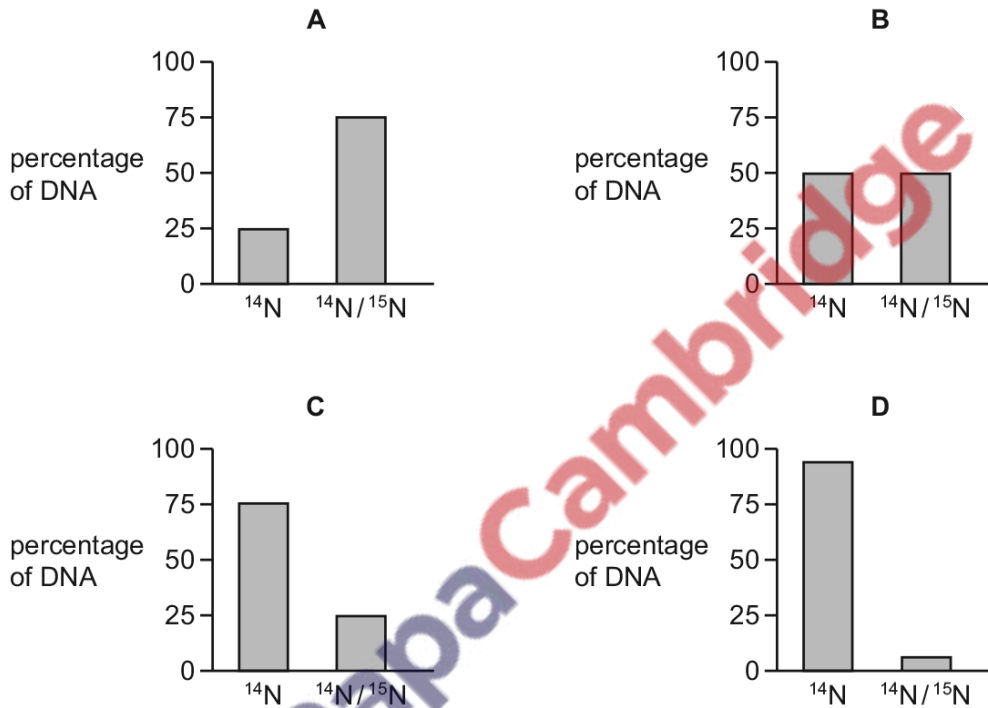 A
B
100
75
50
25
0
percentage
of DNA
¹⁴N
¹⁴N/¹⁵N
100
75
50
25
0
percentage
of DNA
¹⁴N
¹⁴N/¹⁵N
C
D
100
75
50
25
0
percentage
of DNA
¹⁴N
¹⁴N/¹⁵N
100
75
50
25
0
percentage
of DNA
¹⁴N
¹⁴N/¹⁵N
apaCambridge